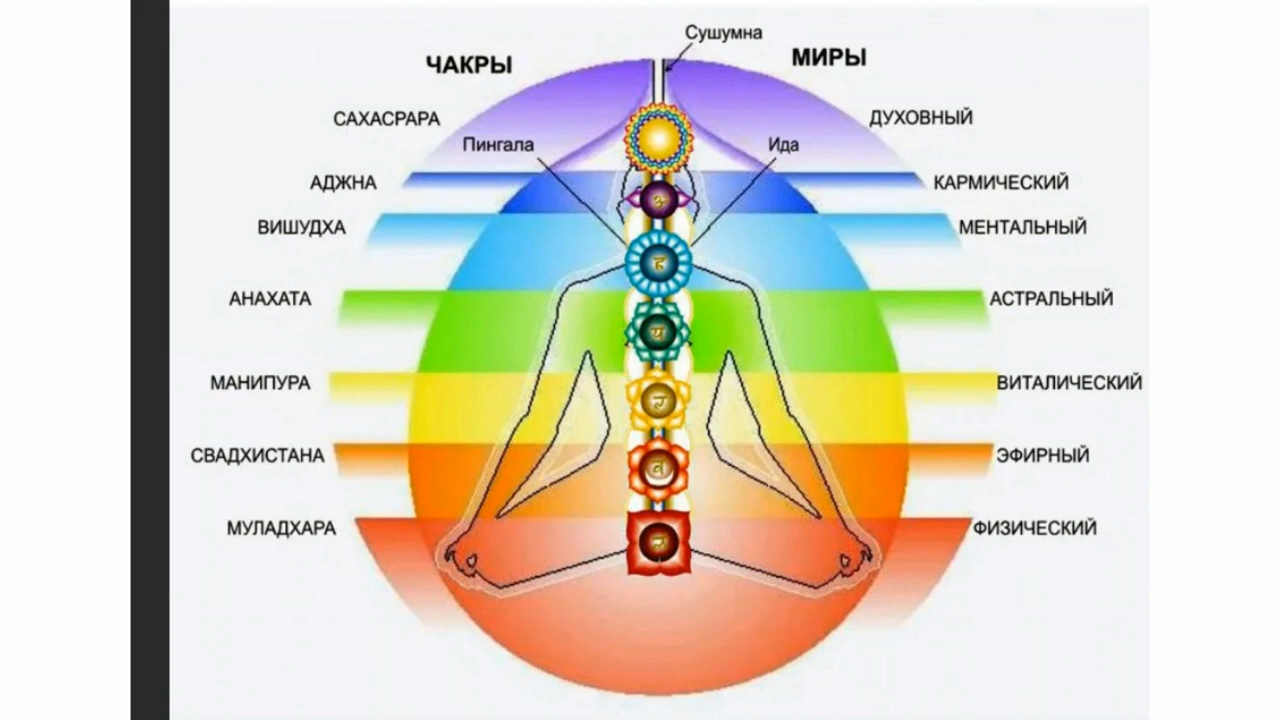 Сушумна
ЧАКРЫ
МИРЫ
САХАСРАРА
ДУХОВНЫЙ
Пингала
Ида
АДЖНА
КАРМИЧЕСКИЙ
ВИШУДХА
МЕНТАЛЬНЫЙ
АНАХАТА
АСТРАЛЬНЫЙ
МАНИПУРА
ВИТАЛИЧЕСКИЙ
СВАДХИСТАНА
ЭФИРНЫЙ
МУЛАДХАРА
ФИЗИЧЕСКИЙ